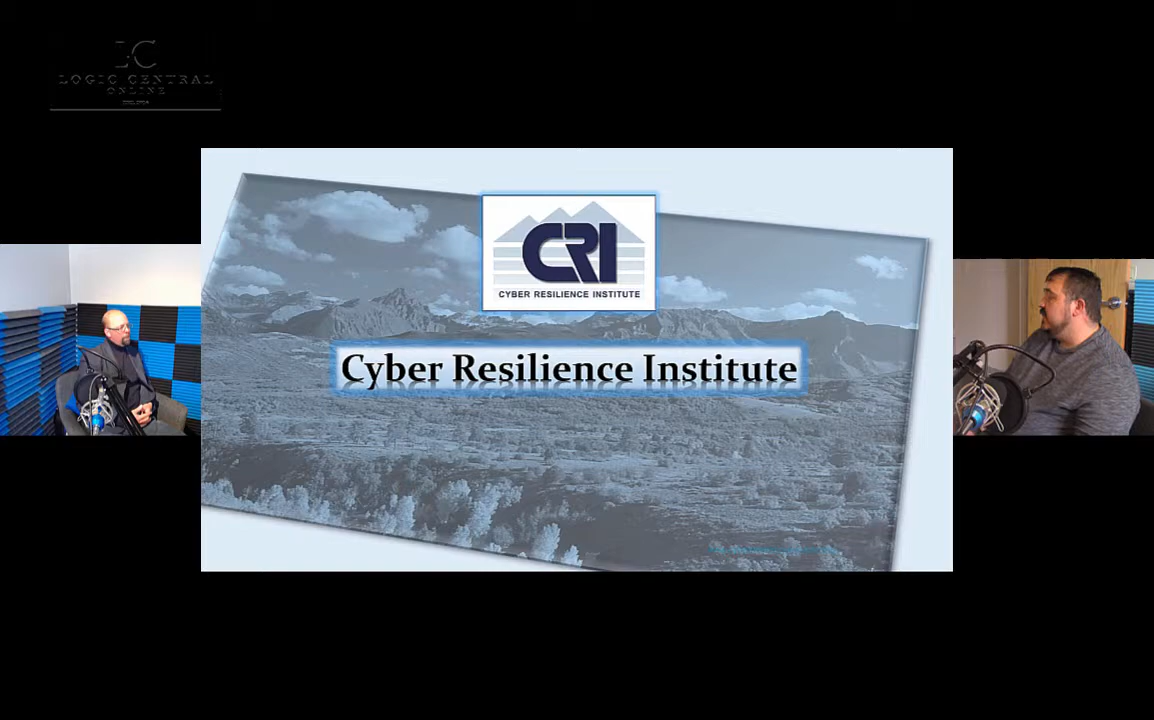 LC
LOGIC CENTRAL
ONLINE
CRI
CYBER RESILIENCE INSTITUTE
Cyber Resilience Institute